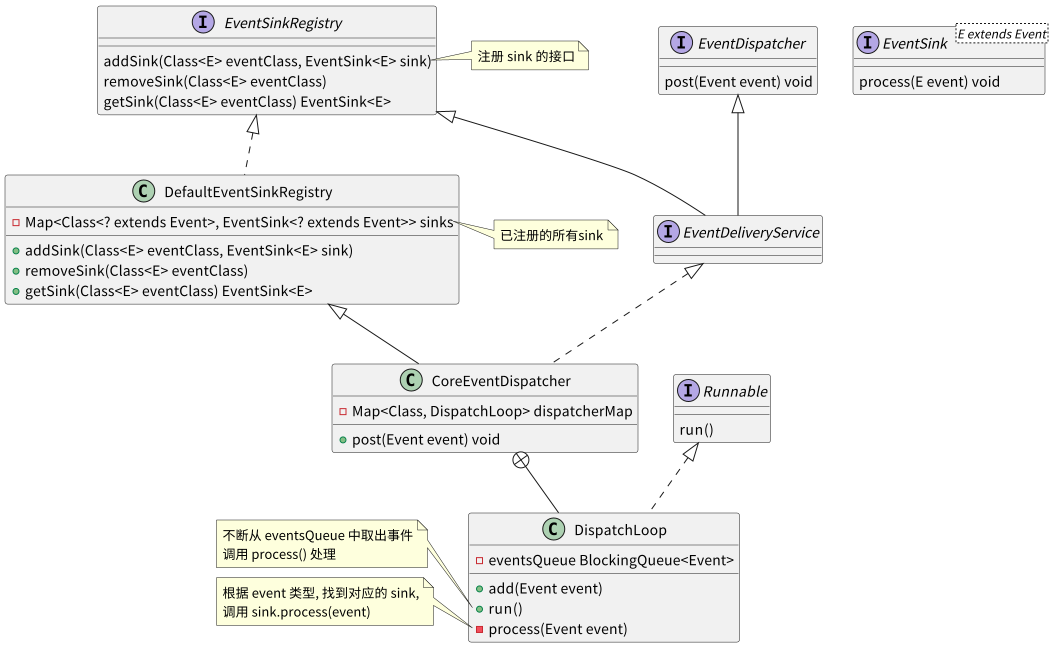 I EventSinkRegistry
addSink(Class<E> eventClass, EventSink<E> sink)
removeSink(Class<E> eventClass)
getSink(Class<E> eventClass) EventSink<E>
注册 sink 的接口
I EventDispatcher
post(Event event) void
I EventSink
E extends Event
process(E event) void
C DefaultEventSinkRegistry
Map<Class<? extends Event>, EventSink<? extends Event>> sinks
addSink(Class<E> eventClass, EventSink<E> sink)
removeSink(Class<E> eventClass)
getSink(Class<E> eventClass) EventSink<E>
已注册的所有sink
I EventDeliveryService
C CoreEventDispatcher
Map<Class, DispatchLoop> dispatcherMap
post(Event event) void
I Runnable
run()
C DispatchLoop
eventsQueue BlockingQueue<Event>
add(Event event)
run()
process(Event event)
不断从 eventsQueue 中取出事件
调用 process() 处理
根据 event 类型, 找到对应的 sink,
调用 sink.process(event)